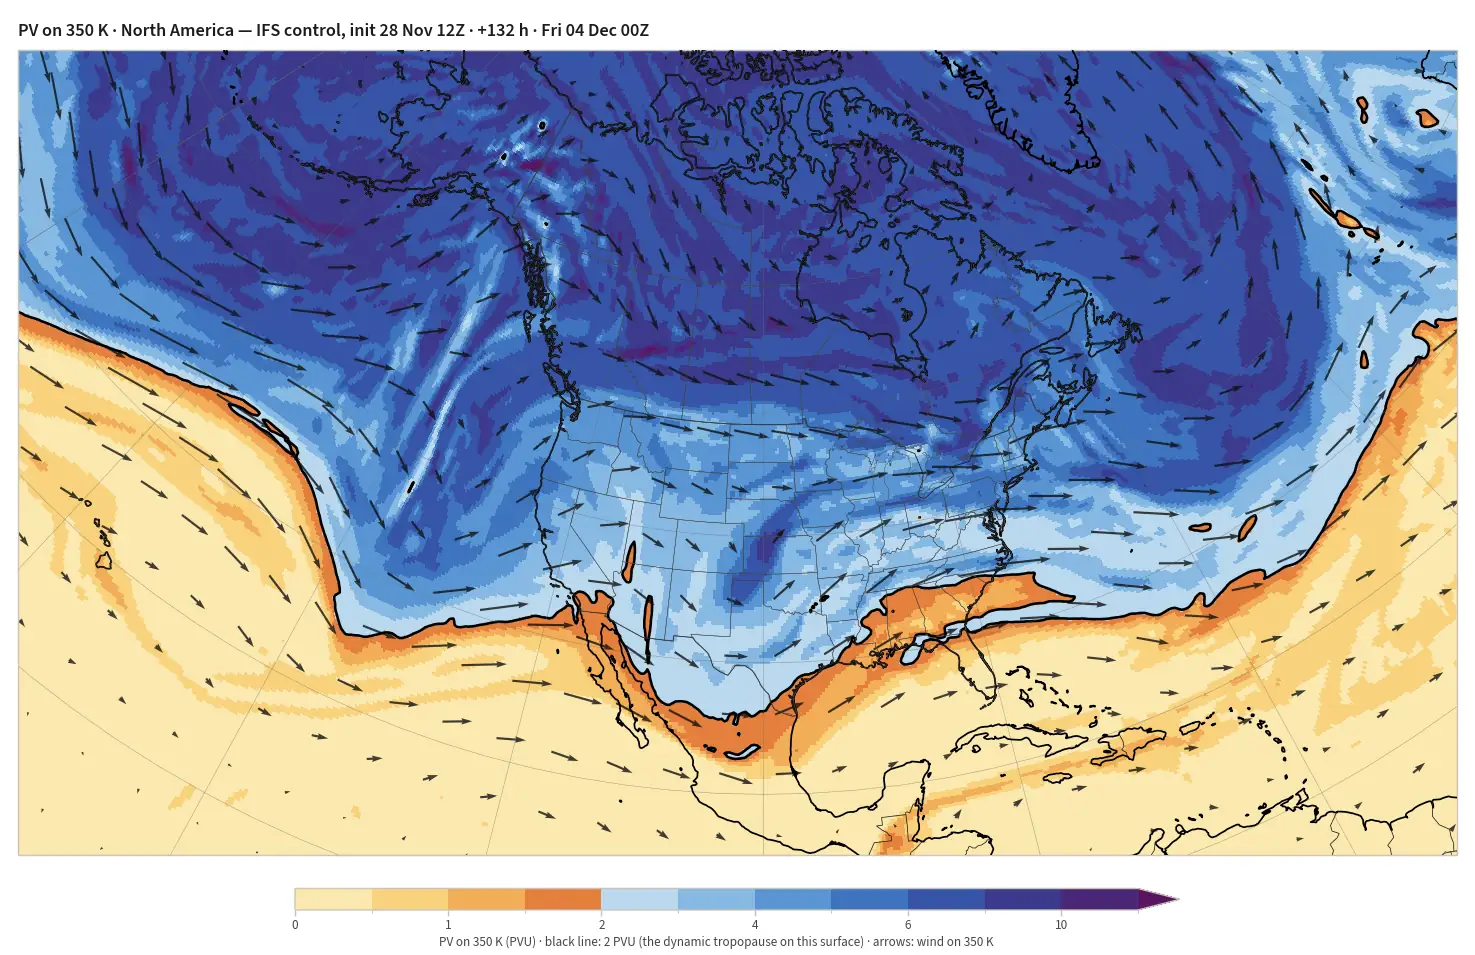 PV on 350 K · North America — IFS control, init 28 Nov 12Z · +132 h · Fri 04 Dec 00Z
0 1 2 4 6 10
PV on 350 K (PVU) · black line: 2 PVU (the dynamic tropopause on this surface) · arrows: wind on 350 K